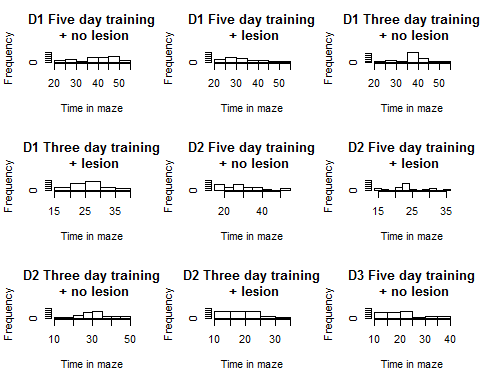 D1 Five day training
+ no lesion
Frequency
0
20 30 40 50
Time in maze
D1 Five day training
+ lesion
Frequency
0
20 30 40 50
Time in maze
D1 Three day training
+ no lesion
Frequency
0
20 30 40 50
Time in maze
D1 Three day training
+ lesion
Frequency
0
15 25 35
Time in maze
D2 Five day training
+ no lesion
Frequency
0
20 40
Time in maze
D2 Five day training
+ lesion
Frequency
0
15 25 35
Time in maze
D2 Three day training
+ no lesion
Frequency
0
10 30 50
Time in maze
D2 Three day training
+ lesion
Frequency
0
10 20 30
Time in maze
D3 Five day training
+ no lesion
Frequency
0
10 20 30 40
Time in maze